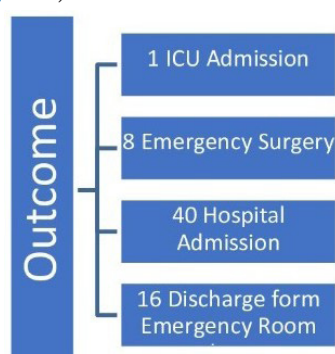 Outcome
1 ICU Admission
8 Emergency Surgery
40 Hospital
Admission
16 Discharge form
Emergency Room